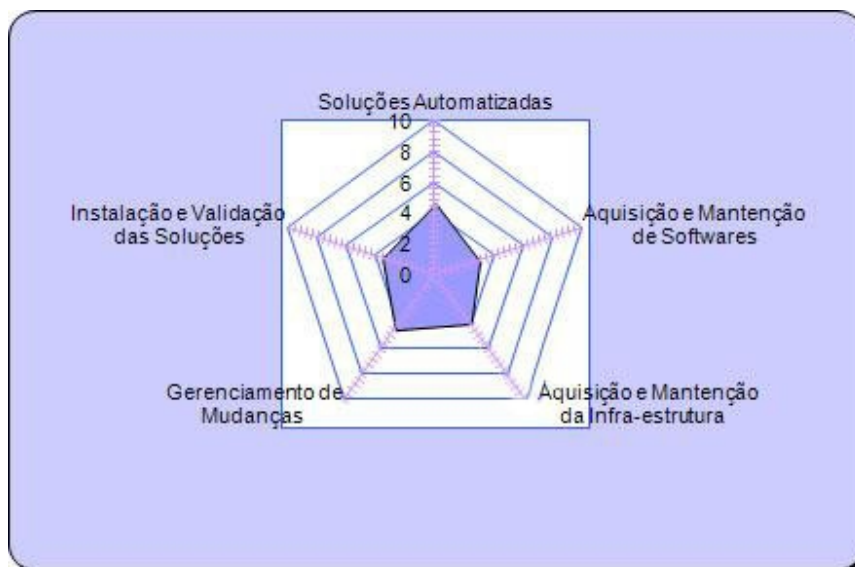 Soluções Automatizadas
10
8
6
4
2
0
Aquisição e Mantenção
de Softwares
Aquisição e Mantenção
da Infra-estrutura
Gerenciamento de
Mudanças
Instalação e Validação
das Soluções